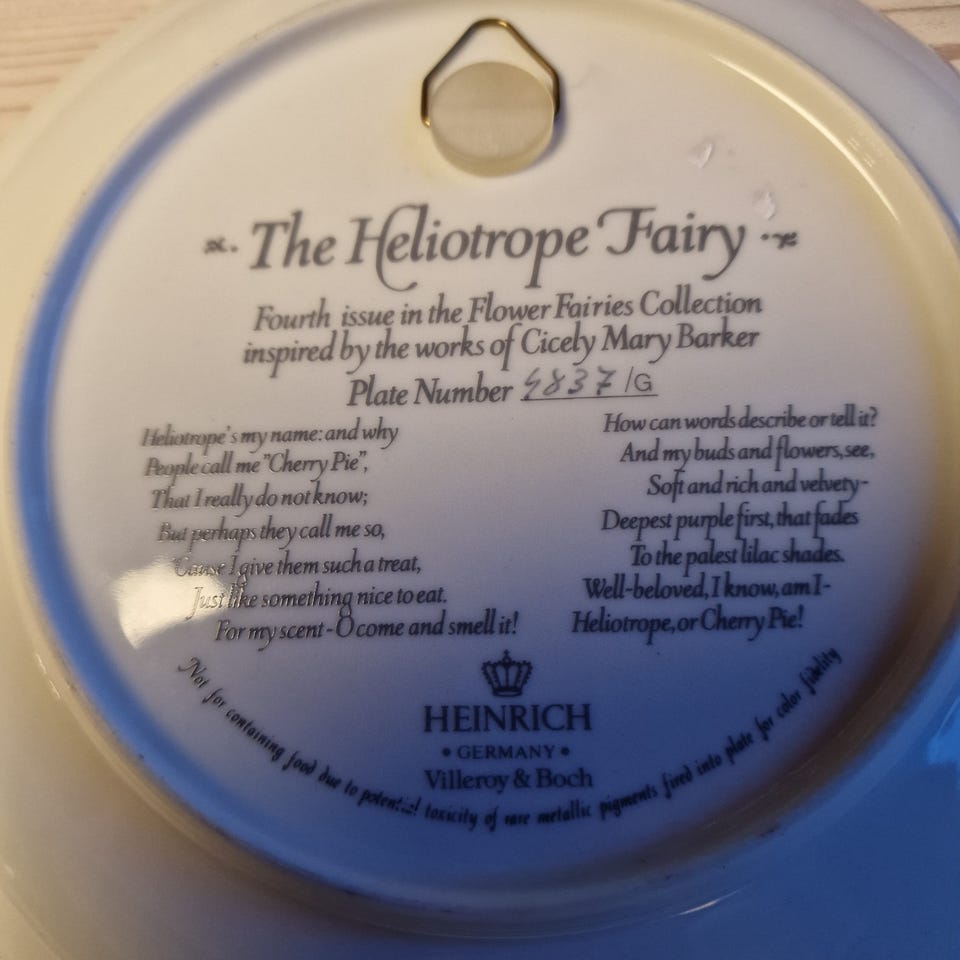 The Heliotrope Fairy
Fourth issue in the Flower Fairies Collection
inspired by the works of Cicely Mary Barker
Plate Number 4837/G
Heliotrope's my name: and why
People call me "Cherry Pie",
That I really do not know;
But perhaps they call me so,
'Cause I give them such a treat,
Just like something nice to eat.
For my scent-O come and smell it!
How can words describe or tell it?
And my buds and flowers, see,
Soft and rich and velvety-
Deepest purple first, that fades
To the palest lilac shades.
Well-beloved, I know, am I-
Heliotrope, or Cherry Pie!
HEINRICH
• GERMANY •
Villeroy & Boch
Not for containing food due to potential toxicity of rare metallic pigments fired into plate for color fidelity